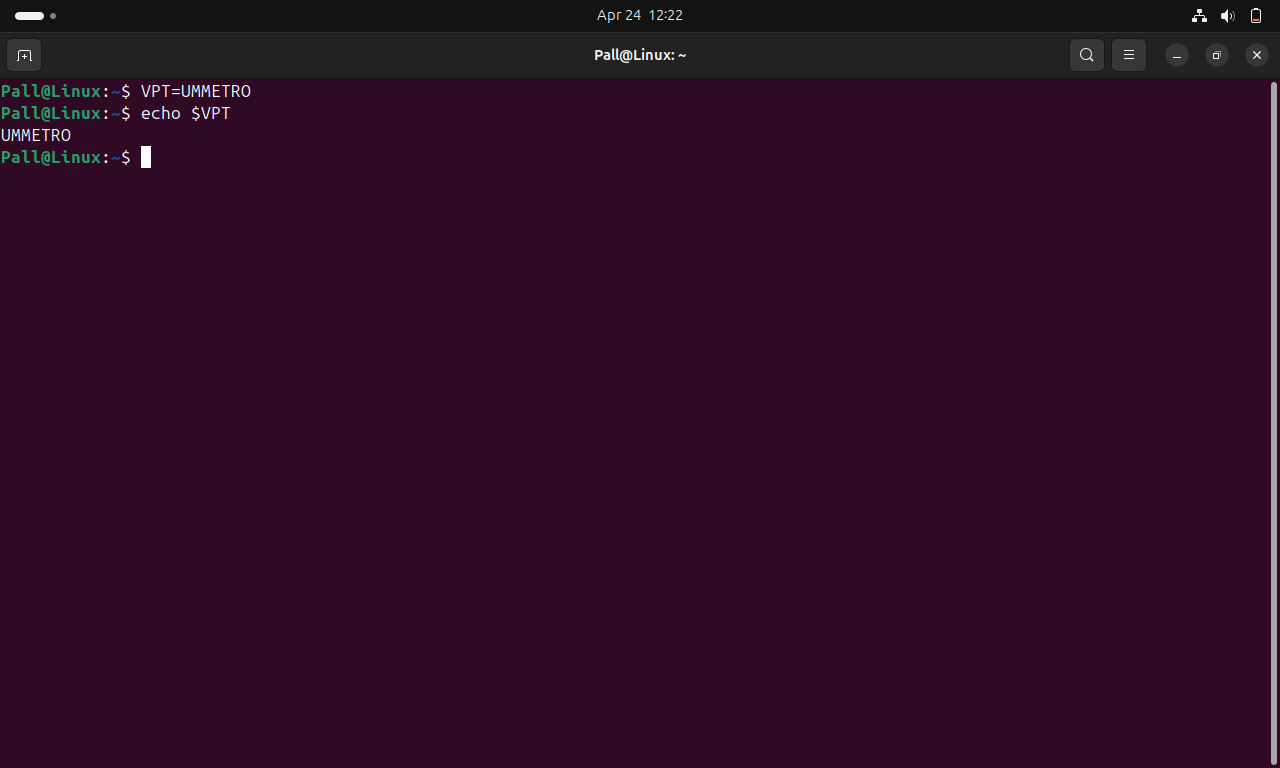 Apr 24 12:22
Pall@Linux: ~
Pall@Linux:~$ VPT=UMMETRO
Pall@Linux:~$ echo $VPT
UMMETRO
Pall@Linux:~$